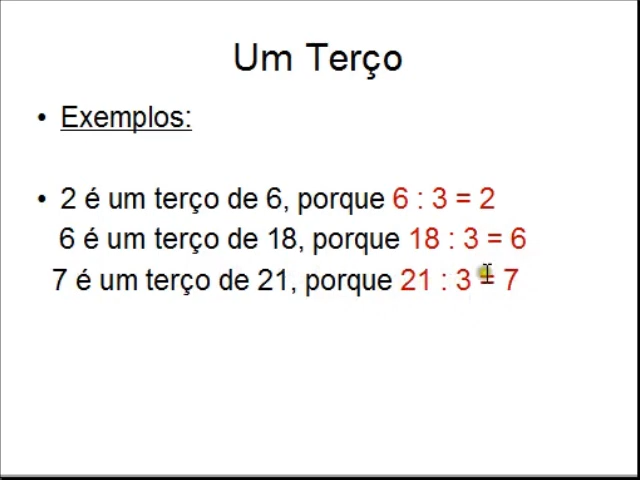 Um Terço
• Exemplos:
• 2 é um terço de 6, porque 6 : 3 = 2
6 é um terço de 18, porque 18 : 3 = 6
7 é um terço de 21, porque 21 : 3 = 7